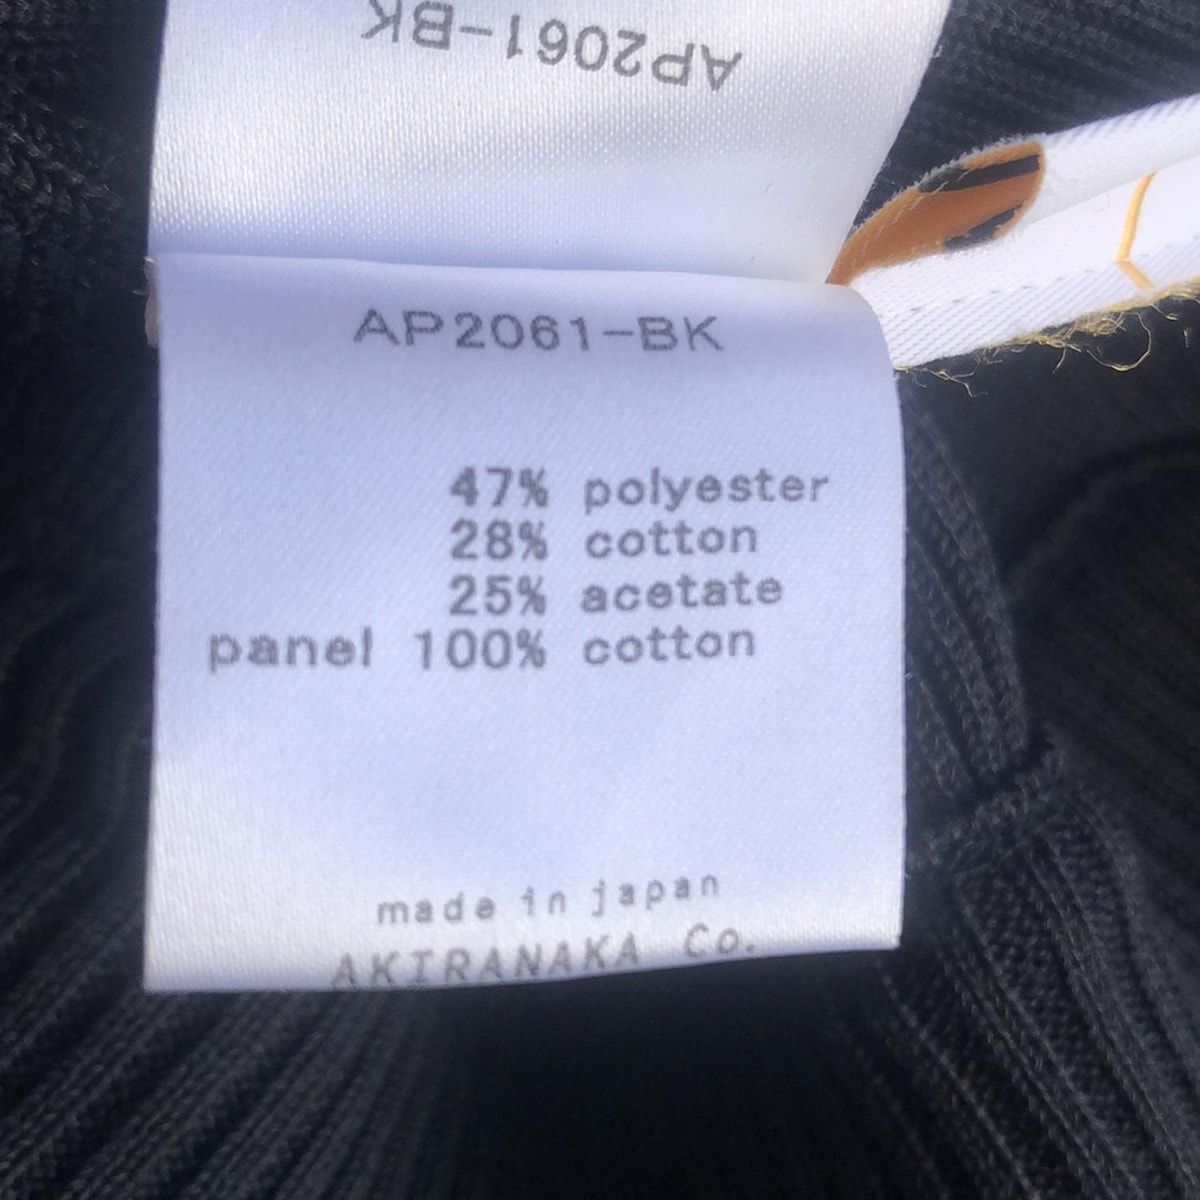 AP2061-BK
AP2061-BK
47% polyester
28% cotton
25% acetate
panel 100% cotton
made in japan
AKIRANAKA Co.